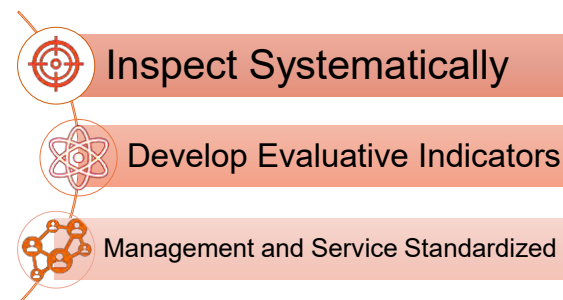 Inspect Systematically
Develop Evaluative Indicators
Management and Service Standardized